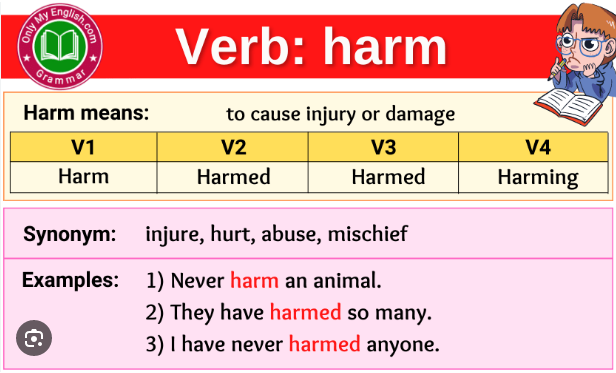 Only My English.com
Grammar
Verb: harm
Harm means: to cause injury or damage
V1 V2 V3 V4
Harm Harmed Harmed Harming
Synonym: injure, hurt, abuse, mischief
Examples: 1) Never harm an animal.
2) They have harmed so many.
3) I have never harmed anyone.